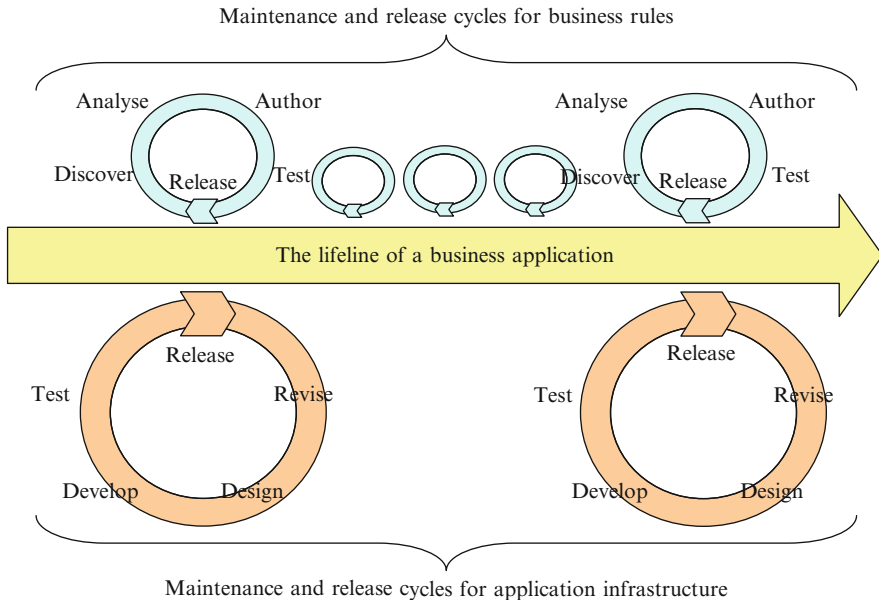 Maintenance and release cycles for business rules
Analyse
Author
Discover
Release
Test
Analyse
Author
Discover
Release
Test
The lifeline of a business application
Release
Test
Revise
Develop
Design
Release
Test
Revise
Develop
Design
Maintenance and release cycles for application infrastructure